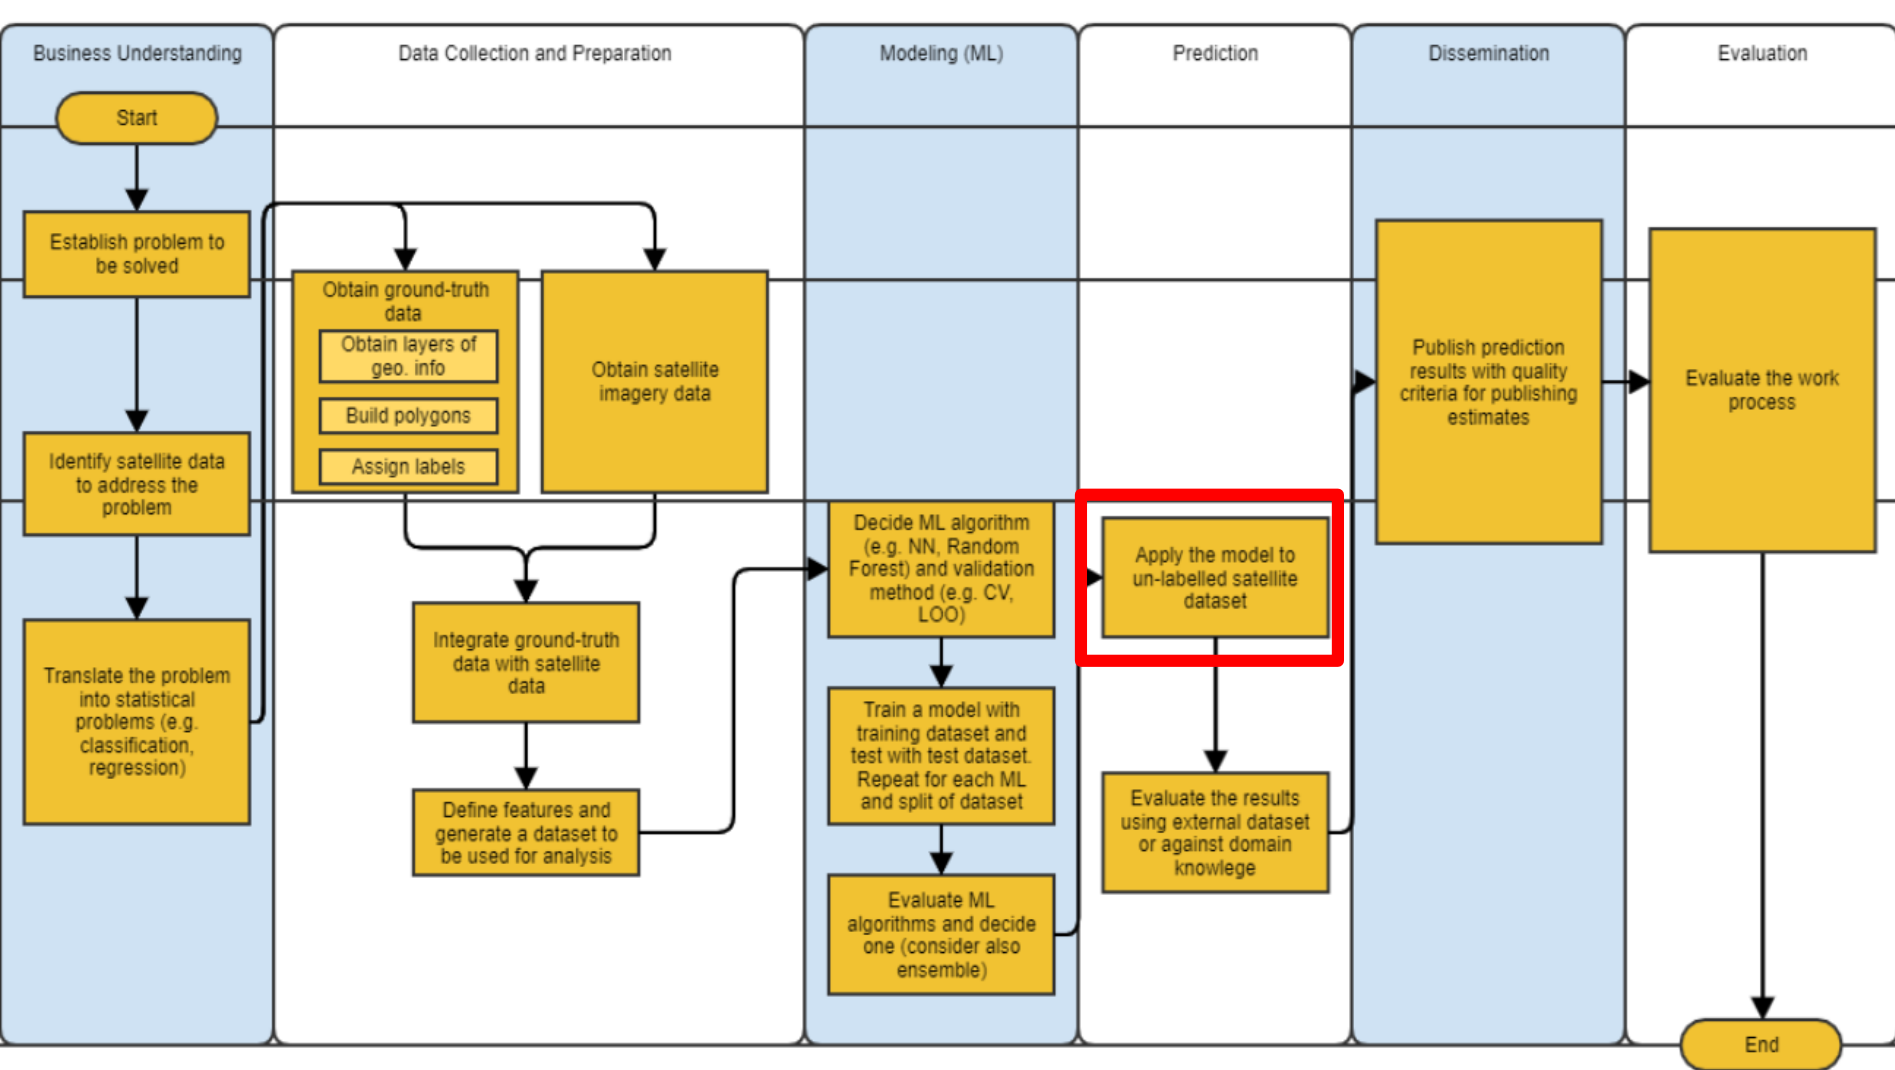 Business Understanding
Data Collection and Preparation
Modeling (ML)
Prediction
Dissemination
Evaluation
Start
Establish problem to
be solved
Identify satellite data
to address the
problem
Translate the problem
into statistical
problems (e.g.
classification,
regression)
Obtain ground-truth
data
Obtain layers of
geo. info
Build polygons
Assign labels
Obtain satellite
imagery data
Integrate ground-truth
data with satellite
data
Define features and
generate a dataset to
be used for analysis
Decide ML algorithm
(e.g. NN, Random
Forest) and validation
method (e.g. CV,
LOO)
Train a model with
training dataset and
test with test dataset.
Repeat for each ML
and split of dataset
Evaluate ML
algorithms and decide
one (consider also
ensemble)
Apply the model to
un-labelled satellite
dataset
Evaluate the results
using external dataset
or against domain
knowlege
Publish prediction
results with quality
criteria for publishing
estimates
Evaluate the work
process
End